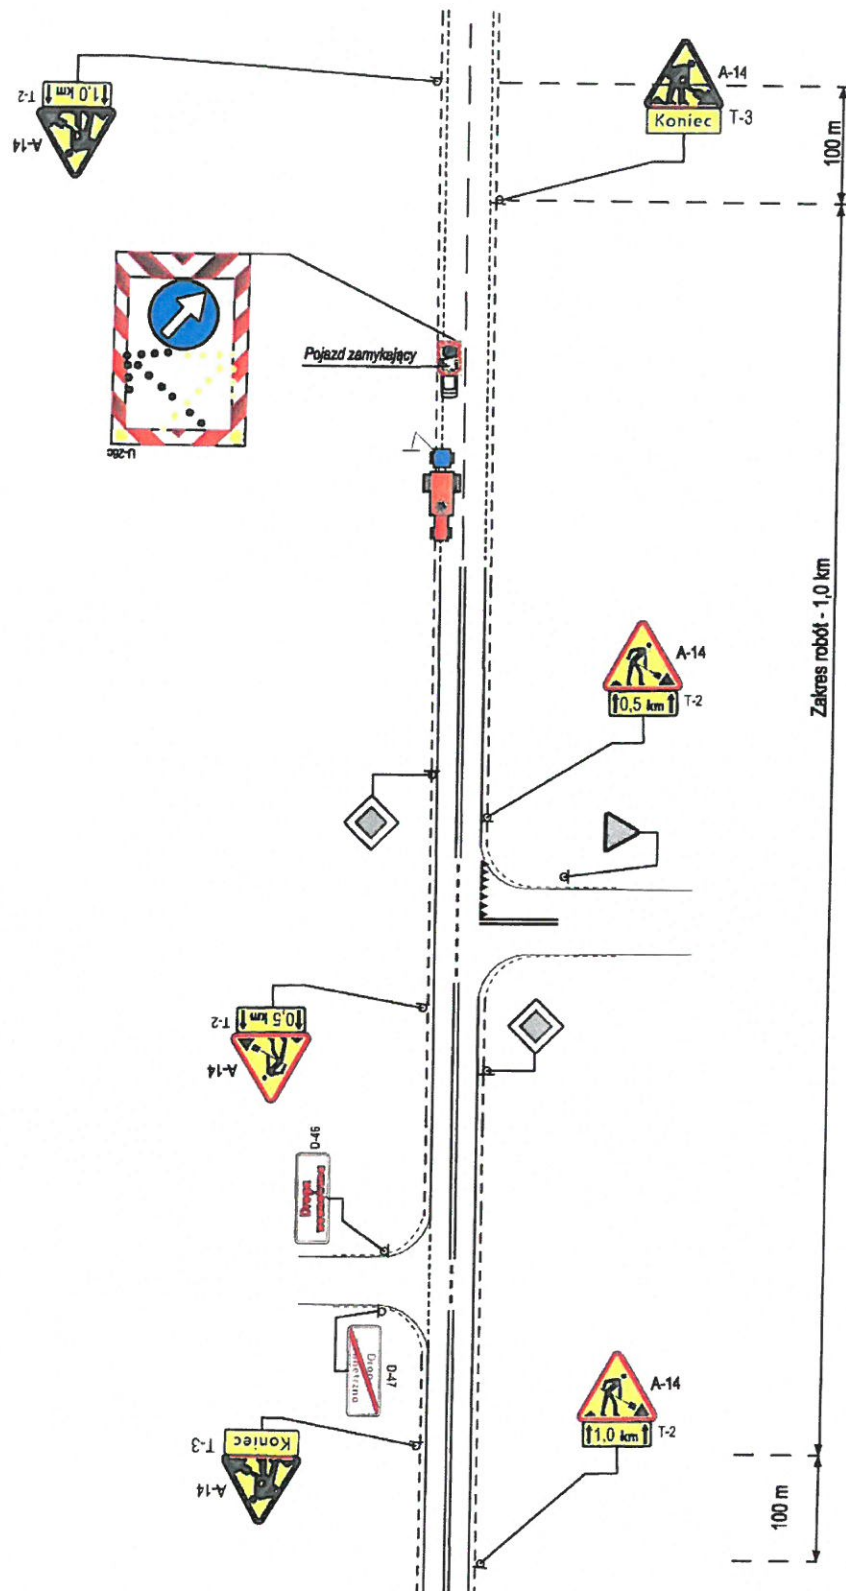 1,0 km
T-2
A-14
A-14
Koniec
T-3
100 m
Pojazd zamykający
U-26c
A-14
0,5 km
T-2
Zakres robót - 1,0 km
0,5 km
T-2
A-14
D-46
Droga
D-47
Koniec
T-3
A-14
A-14
1,0 km
T-2
100 m